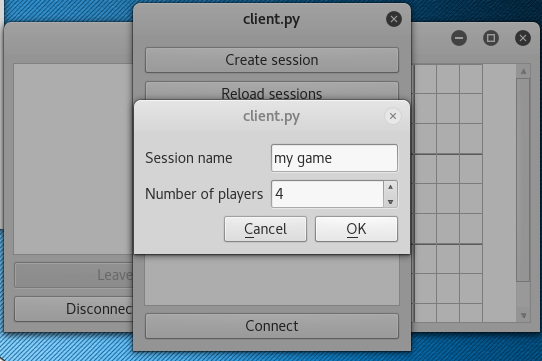 client.py
Create session
Reload sessions
client.py
Session name my game
Number of players 4
Cancel OK
Leave
Disconnec
Connect